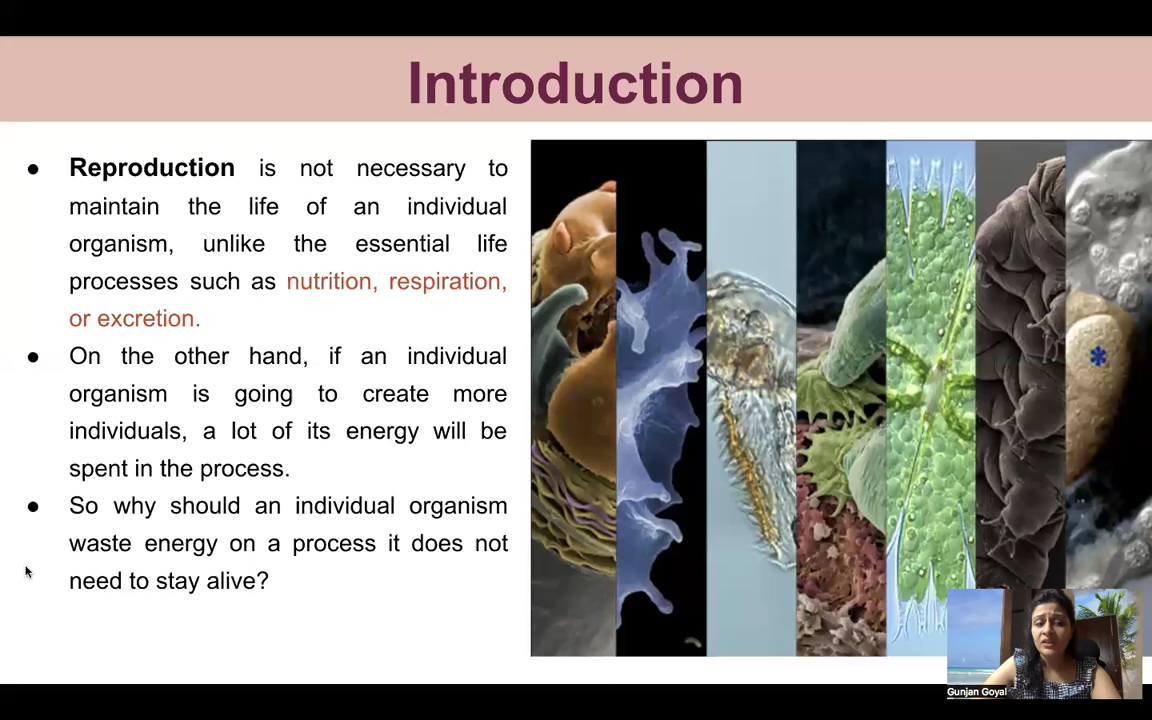 Introduction
● Reproduction is not necessary to
maintain the life of an individual
organism, unlike the essential life
processes such as nutrition, respiration,
or excretion.
● On the other hand, if an individual
organism is going to create more
individuals, a lot of its energy will be
spent in the process.
● So why should an individual organism
waste energy on a process it does not
need to stay alive?
*
Gunjan Goyal